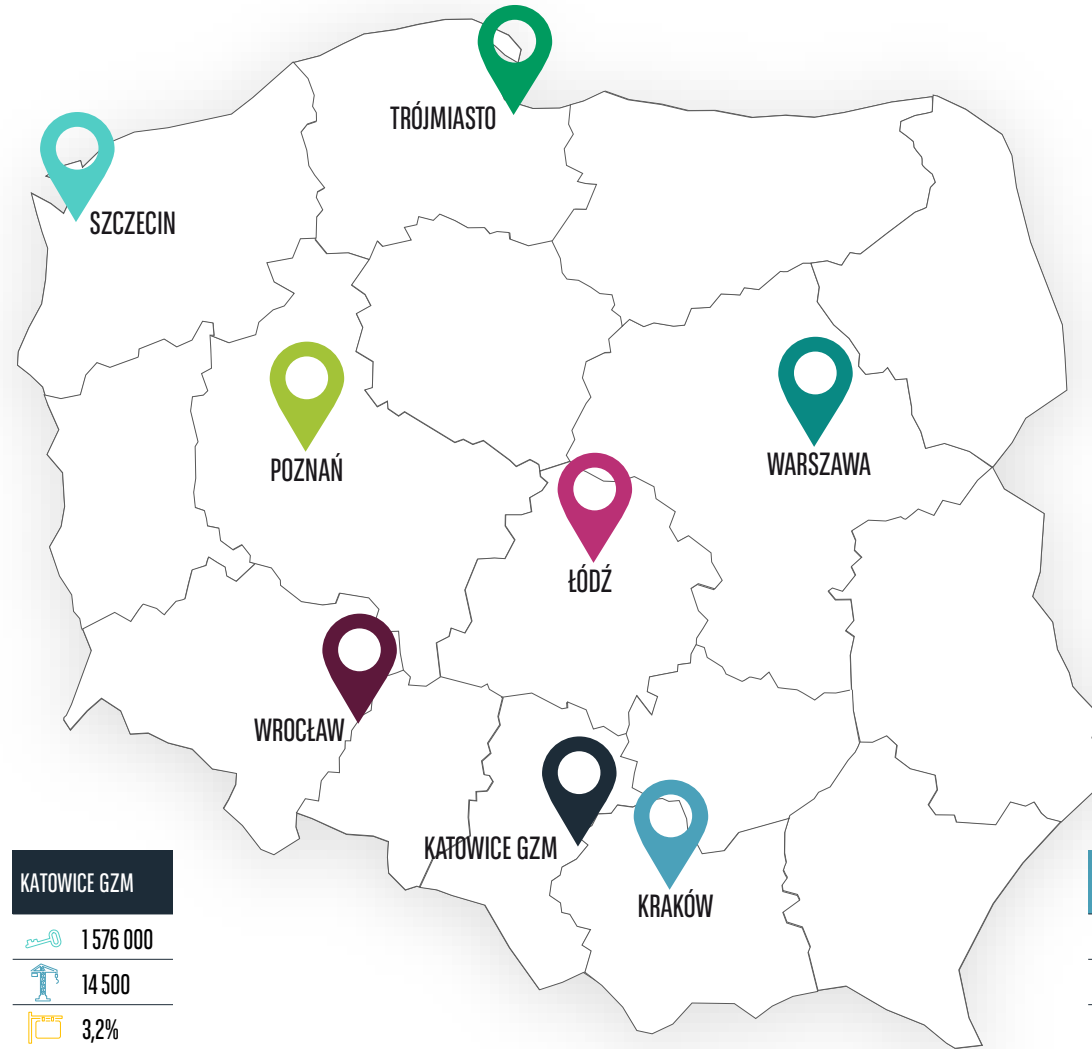 TRÓJMIASTO
SZCZECIN
POZNAŃ
WARSZAWA
ŁÓDŹ
WROCŁAW
KATOWICE GZM
KRAKÓW
KATOWICE GZM
1 576 000
14 500
3,2%